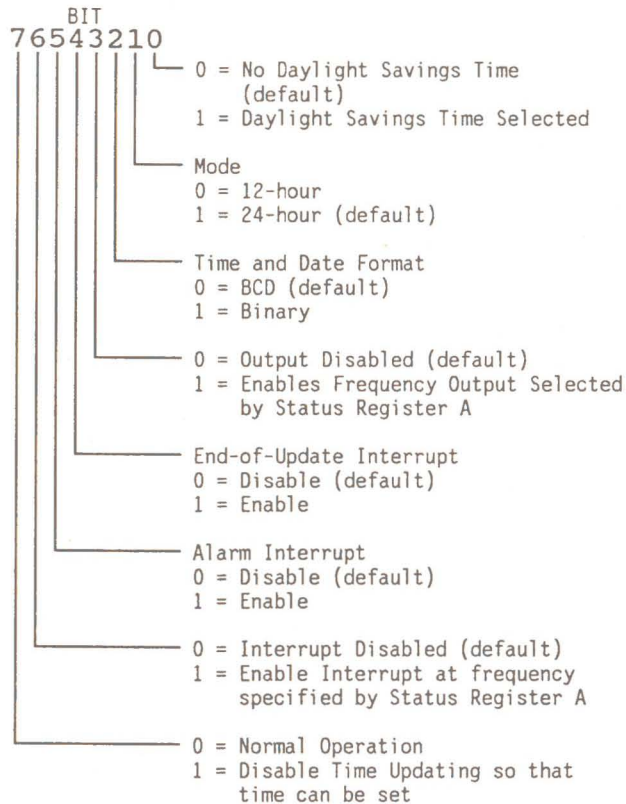 BIT
76543210
0 = No Daylight Savings Time
(default)
1 = Daylight Savings Time Selected
Mode
0 = 12-hour
1 = 24-hour (default)
Time and Date Format
0 = BCD (default)
1 = Binary
0 = Output Disabled (default)
1 = Enables Frequency Output Selected
by Status Register A
End-of-Update Interrupt
0 = Disable (default)
1 = Enable
Alarm Interrupt
0 = Disable (default)
1 = Enable
0 = Interrupt Disabled (default)
1 = Enable Interrupt at frequency
specified by Status Register A
0 = Normal Operation
1 = Disable Time Updating so that
time can be set